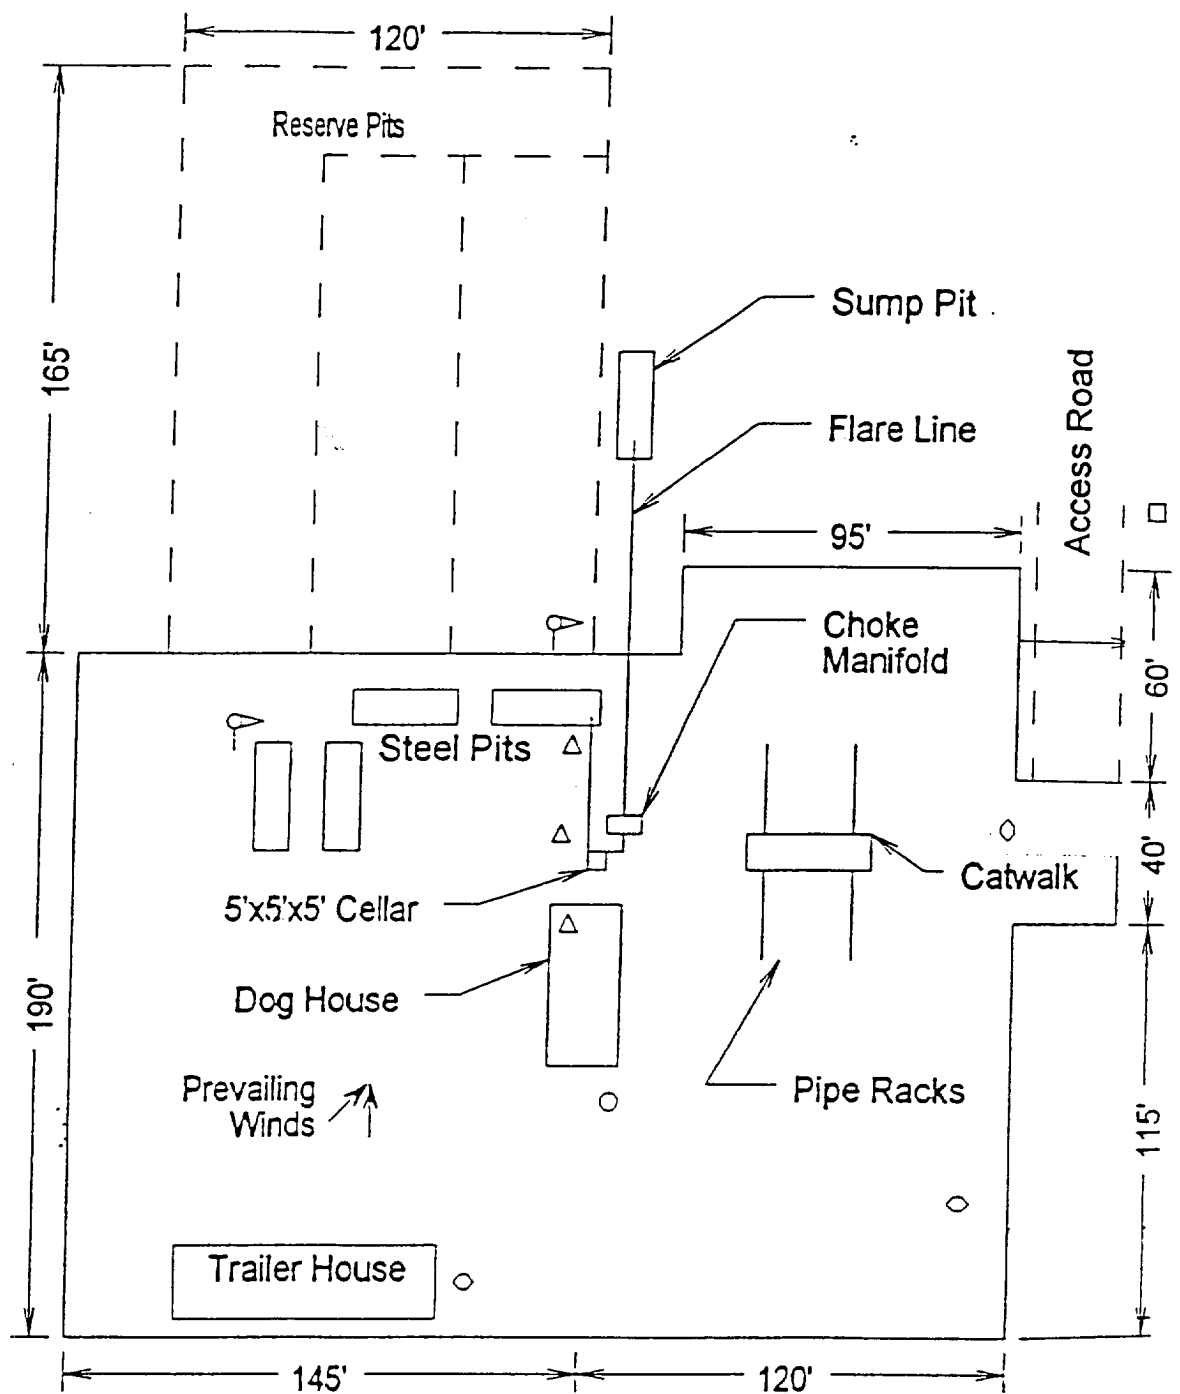 120'
Reserve Pits
Sump Pit
165'
Access Road
Flare Line
95'
Choke
Manifold
60'
Steel Pits
40'
Catwalk
5'x5'x5' Cellar
190'
Dog House
Prevailing
Winds
Pipe Racks
115'
Trailer House
145'
120'